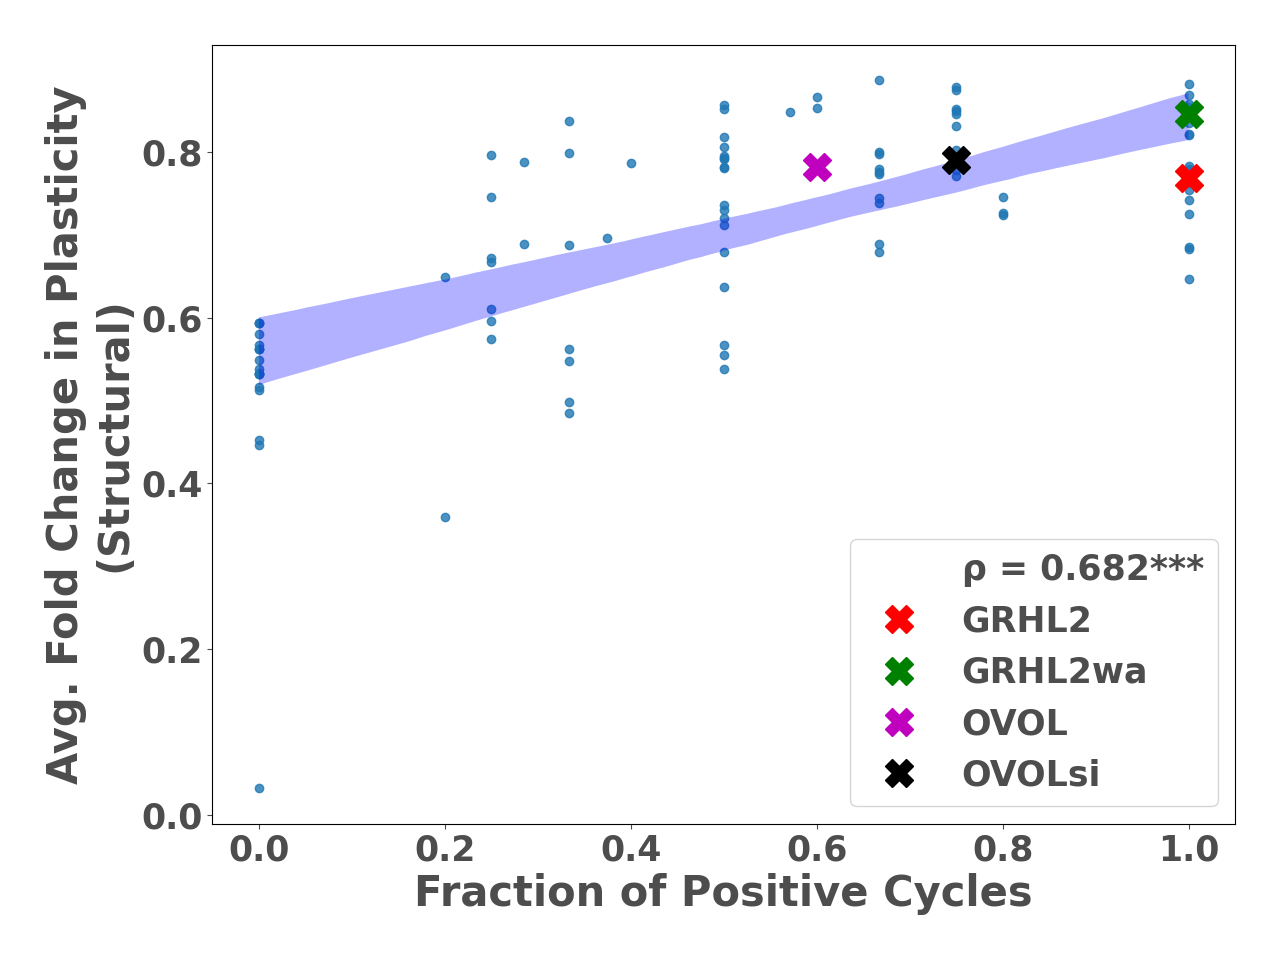 Avg. Fold Change in Plasticity
(Structural)
0.8
0.6
0.4
0.2
0.0
ρ = 0.682***
GRHL2
GRHL2wa
OVOL
OVOLsi
0.0 0.2 0.4 0.6 0.8 1.0
Fraction of Positive Cycles